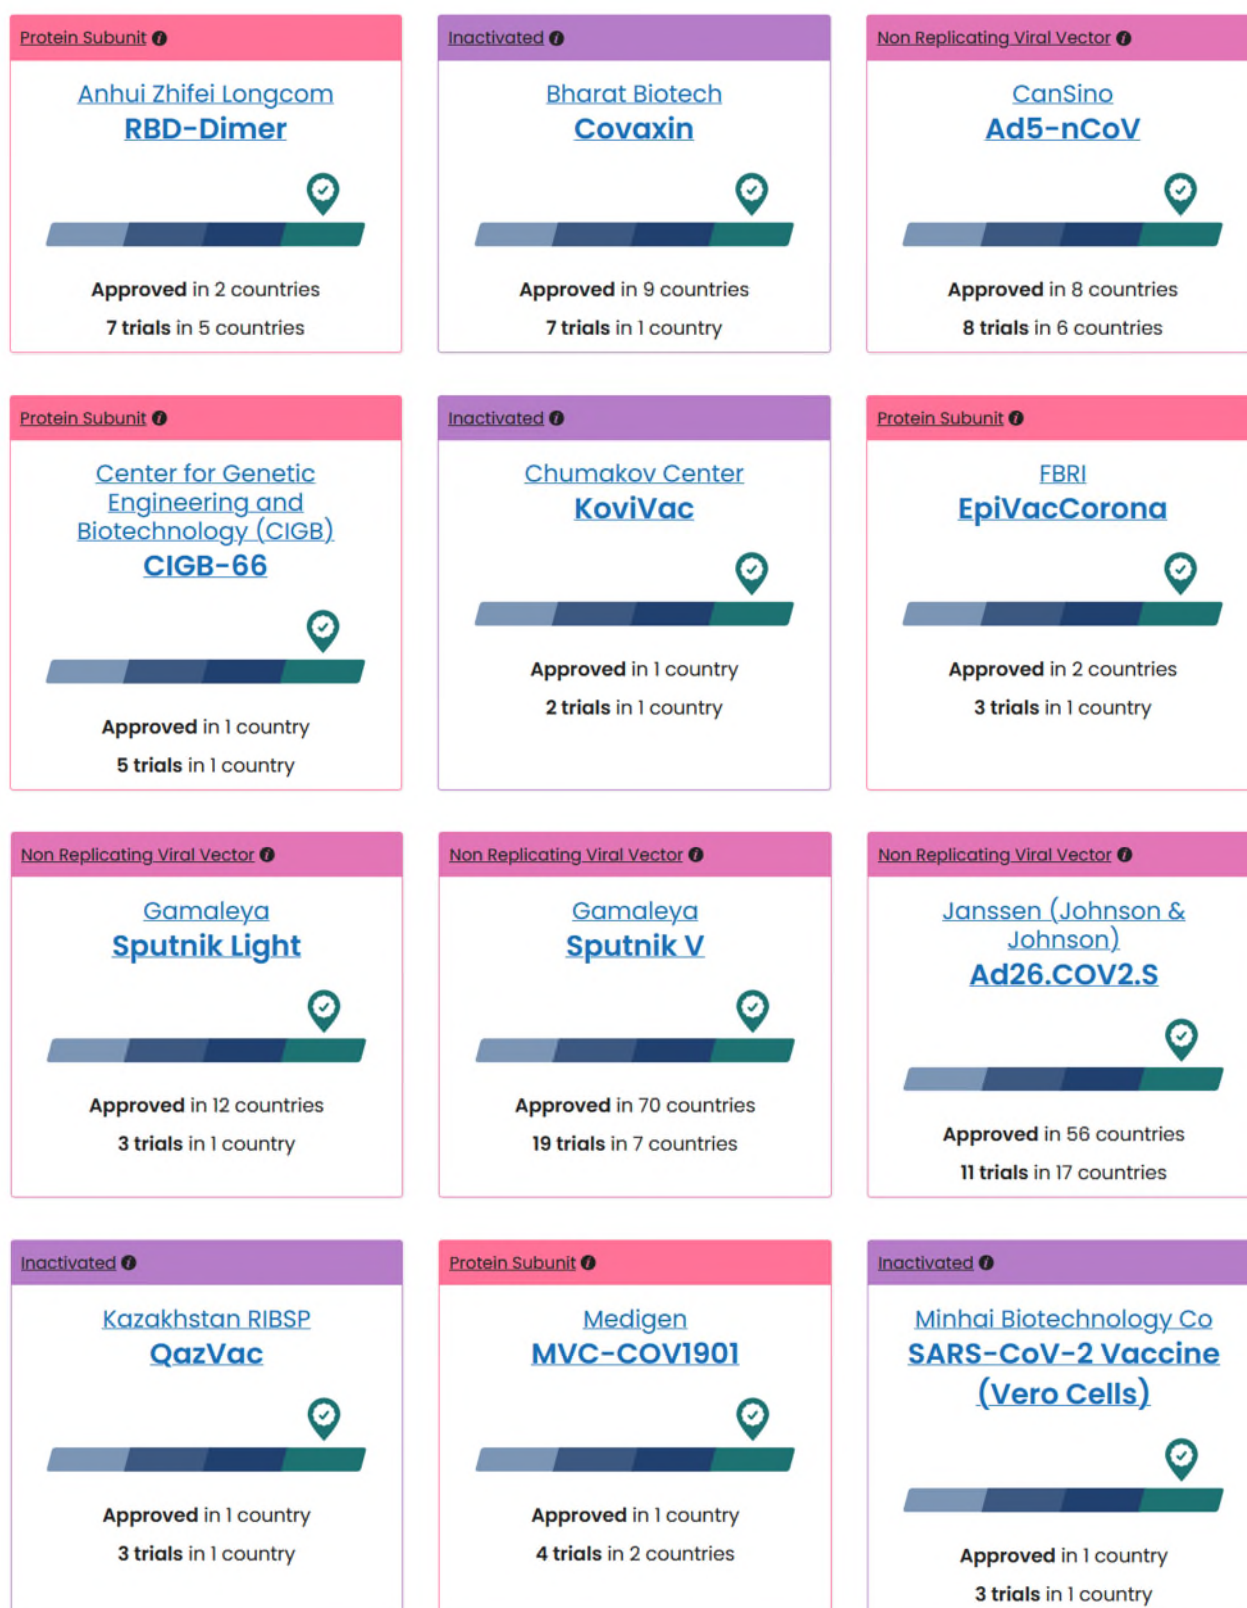 Protein Subunit
Anhui Zhifei Longcom
RBD-Dimer
Approved in 2 countries
7 trials in 5 countries
Inactivated
Bharat Biotech
Covaxin
Approved in 9 countries
7 trials in 1 country
Non Replicating Viral Vector
CanSino
Ad5-nCoV
Approved in 8 countries
8 trials in 6 countries
Protein Subunit
Center for Genetic
Engineering and
Biotechnology (CIGB)
CIGB-66
Approved in 1 country
5 trials in 1 country
Inactivated
Chumakov Center
KoviVac
Approved in 1 country
2 trials in 1 country
Protein Subunit
FBRI
EpiVacCorona
Approved in 2 countries
3 trials in 1 country
Non Replicating Viral Vector
Gamaleya
Sputnik Light
Approved in 12 countries
3 trials in 1 country
Non Replicating Viral Vector
Gamaleya
Sputnik V
Approved in 70 countries
19 trials in 7 countries
Non Replicating Viral Vector
Janssen (Johnson &
Johnson)
Ad26.COV2.S
Approved in 56 countries
11 trials in 17 countries
Inactivated
Kazakhstan RIBSP
QazVac
Approved in 1 country
3 trials in 1 country
Protein Subunit
Medigen
MVC-COV1901
Approved in 1 country
4 trials in 2 countries
Inactivated
Minhai Biotechnology Co
SARS-CoV-2 Vaccine
(Vero Cells)
Approved in 1 country
3 trials in 1 country